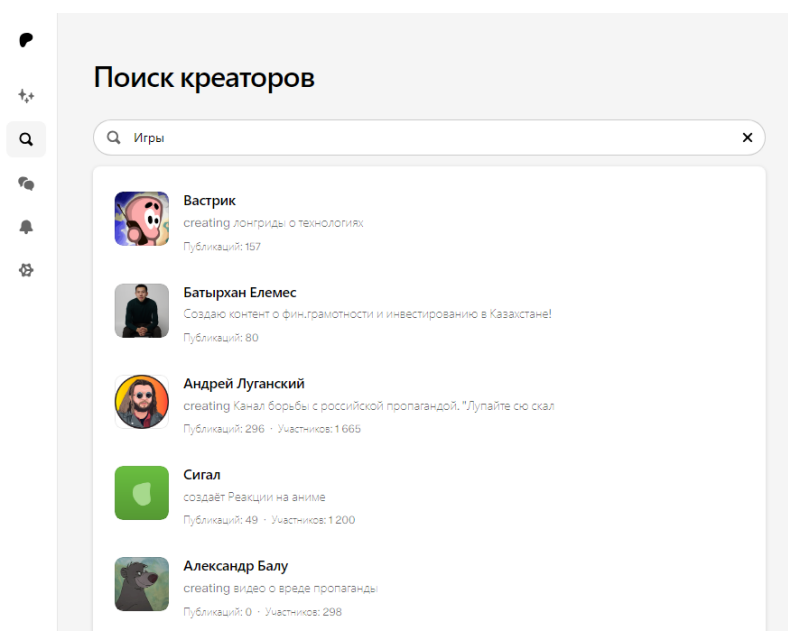 Поиск креаторов
Игры
Вастрик
creating лонгриды о технологиях
Публикаций: 157
Батырхан Елемес
Создаю контент о фин.грамотности и инвестированию в Казахстане!
Публикаций: 80
Андрей Луганский
creating Канал борьбы с российской пропагандой. "Лупайте сю скал
Публикаций: 296 · Участников: 1 665
Сигал
создаёт Реакции на аниме
Публикаций: 49 · Участников: 1 200
Александр Балу
creating видео о вреде пропаганды
Публикаций: 0 · Участников: 298